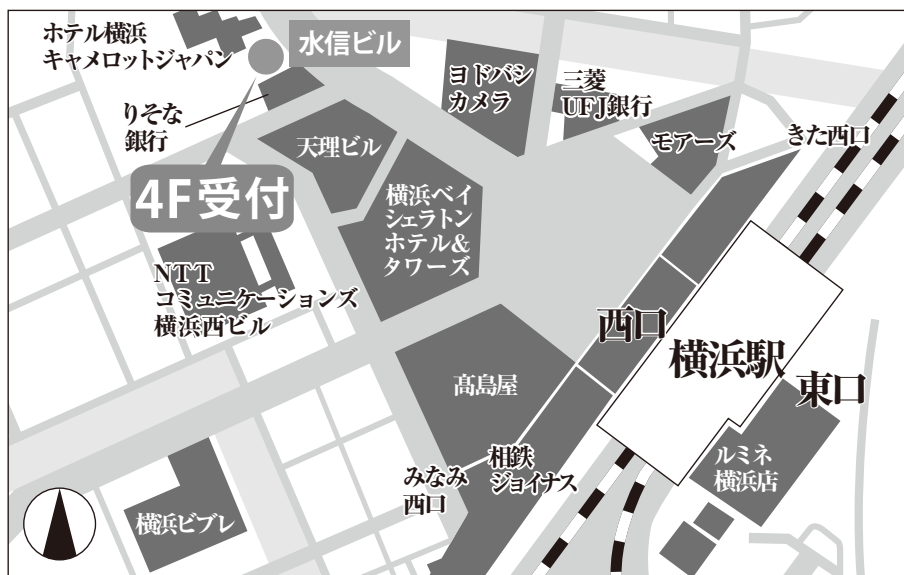 ホテル横浜
キャメロットジャパン
水信ビル
ヨドバシ
カメラ
三菱
UFJ銀行
モアーズ
きた西口
りそな
銀行
天理ビル
4F受付
横浜ベイ
シェラトン
ホテル&
タワーズ
NTT
コミュニケーションズ
横浜西ビル
西口
横浜駅
東口
髙島屋
みなみ
西口
相鉄
ジョイナス
ルミネ
横浜店
横浜ビブレ